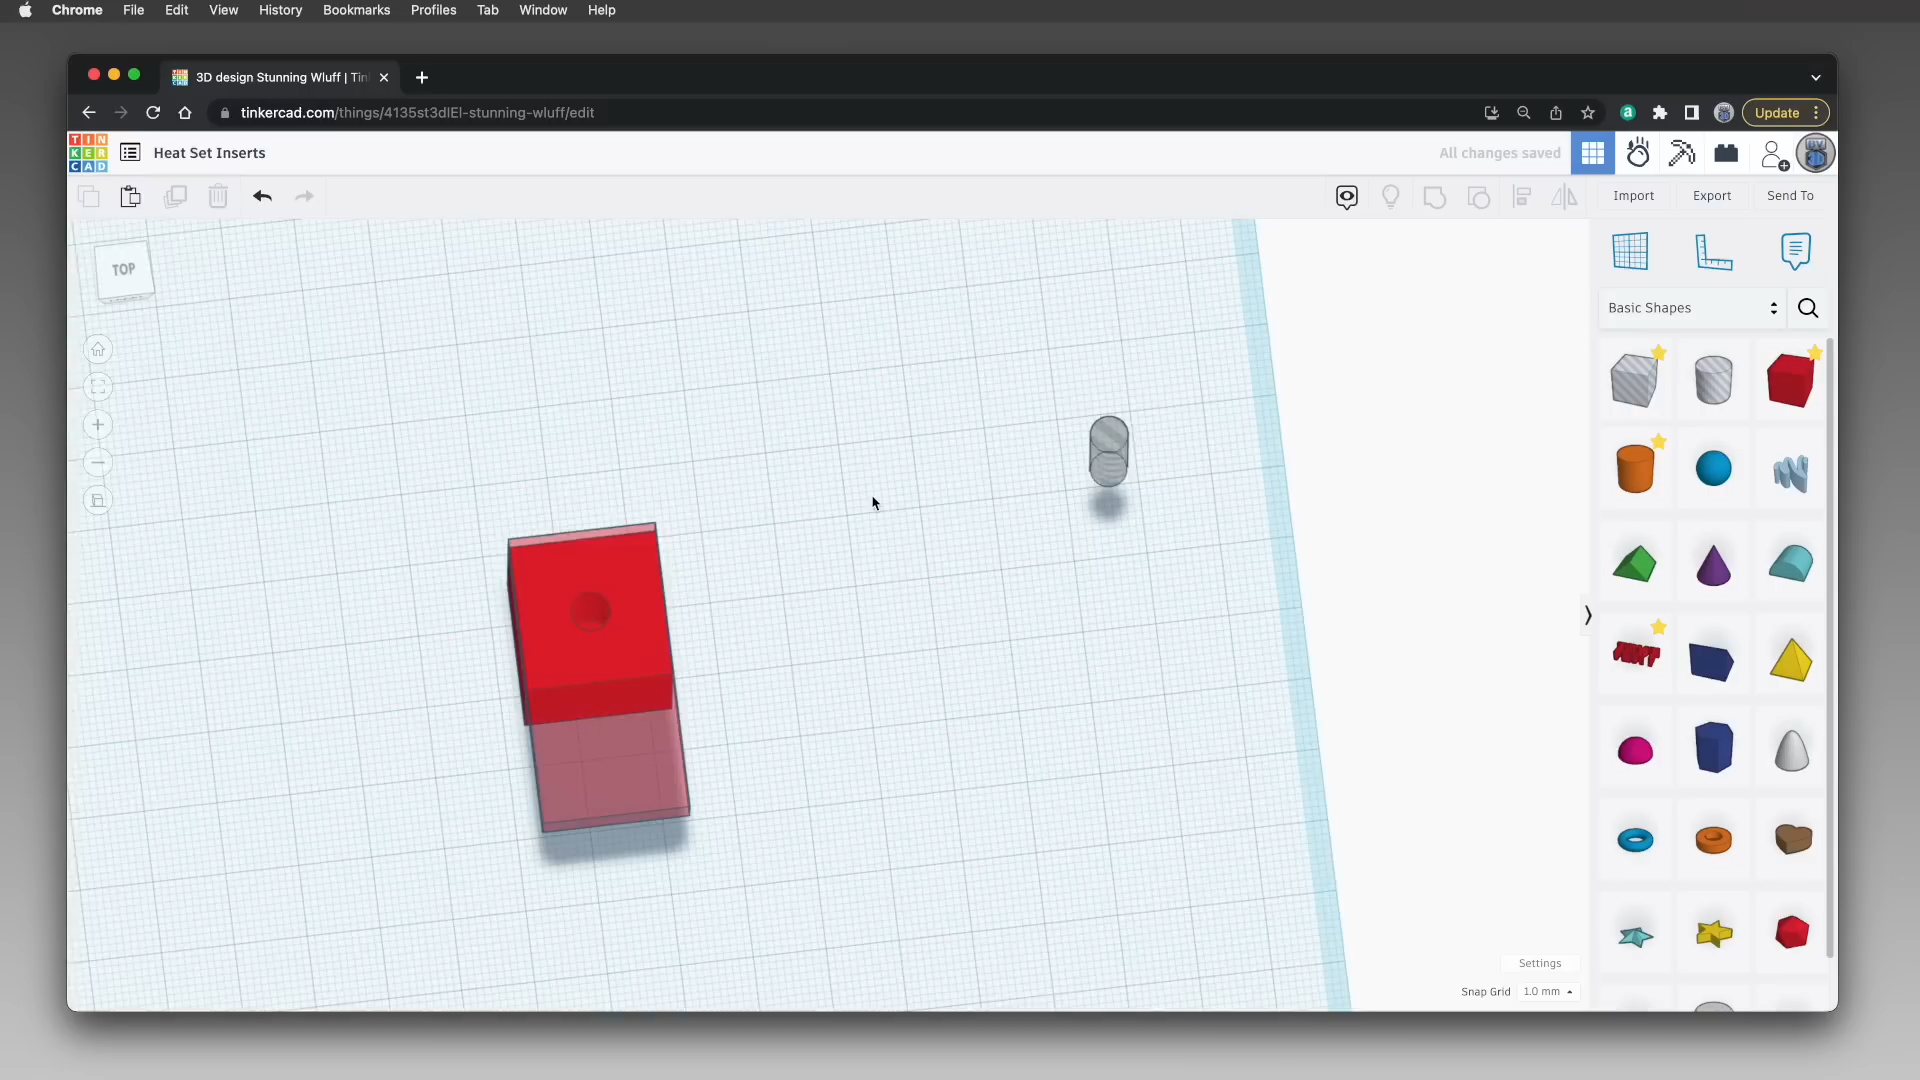 Chrome File Edit View History Bookmarks Profiles Tab Window Help
3D design Stunning Wluff | Tin
tinkercad.com/things/4135st3dlEl-stunning-wluff/edit
Update
TIN
KER
CAD
Heat Set Inserts
All changes saved
Import
Export
Send To
TOP
Basic Shapes
Settings
Snap Grid 1.0 mm